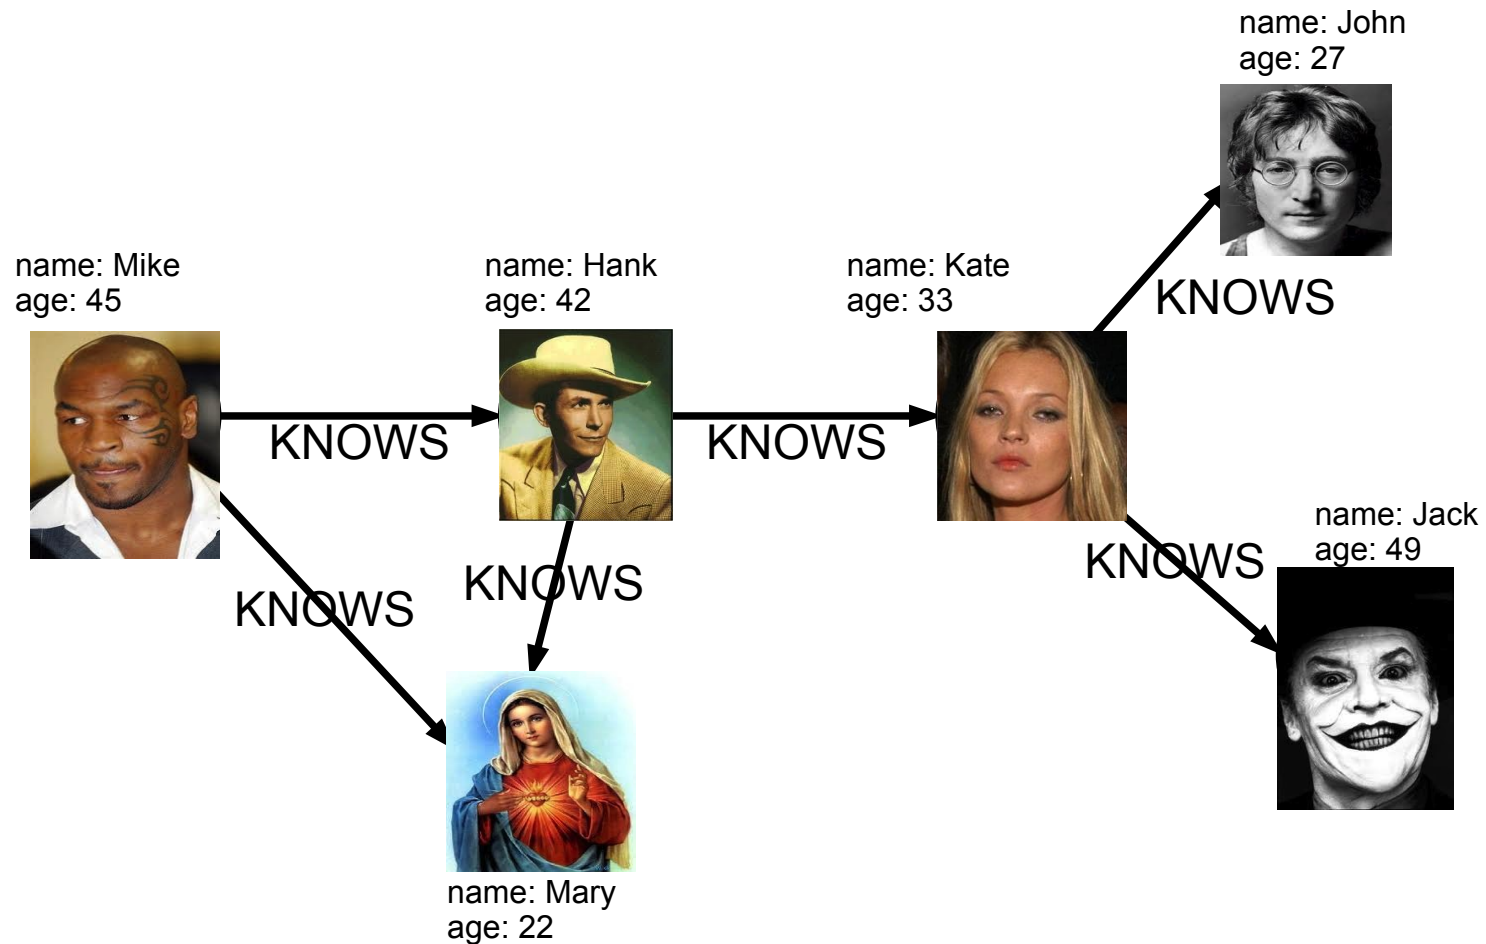 name: John
age: 27
name: Mike
age: 45
name: Hank
age: 42
name: Kate
age: 33
KNOWS
KNOWS
KNOWS
name: Jack
age: 49
KNOWS
KNOWS
KNOWS
name: Mary
age: 22